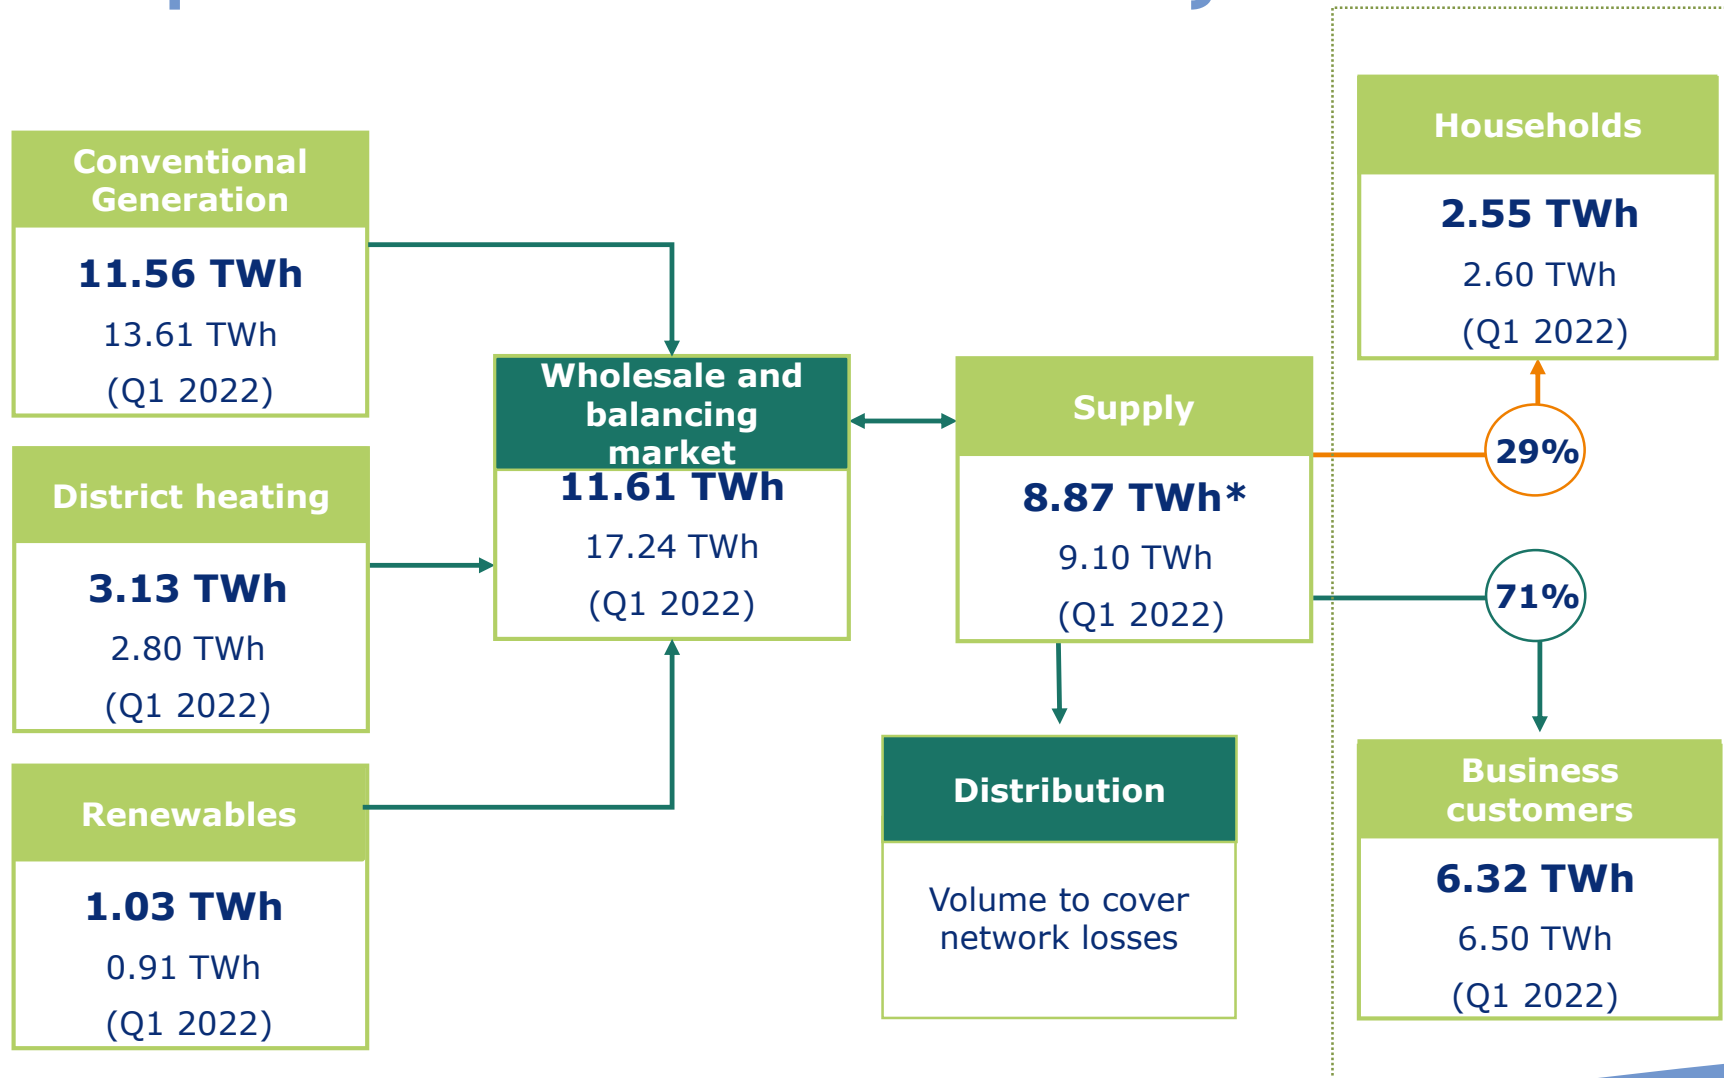 Conventional
Generation
11.56 TWh
13.61 TWh
(Q1 2022)
District heating
3.13 TWh
2.80 TWh
(Q1 2022)
Renewables
1.03 TWh
0.91 TWh
(Q1 2022)
Wholesale and
balancing
market
11.61 TWh
17.24 TWh
(Q1 2022)
Supply
8.87 TWh*
9.10 TWh
(Q1 2022)
Distribution
Volume to cover
network losses
29%
71%
Households
2.55 TWh
2.60 TWh
(Q1 2022)
Business
customers
6.32 TWh
6.50 TWh
(Q1 2022)